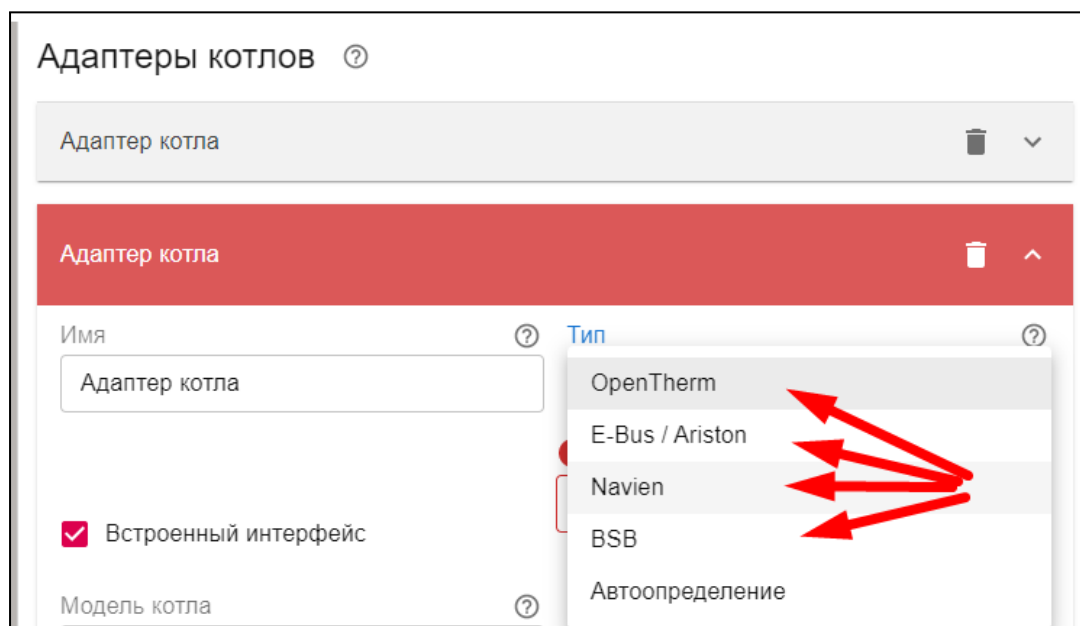 Адаптеры котлов
Адаптер котла
Адаптер котла
Имя
Тип
Адаптер котла
OpenTherm
E-Bus / Ariston
Navien
BSB
Автоопределение
Встроенный интерфейс
Модель котла